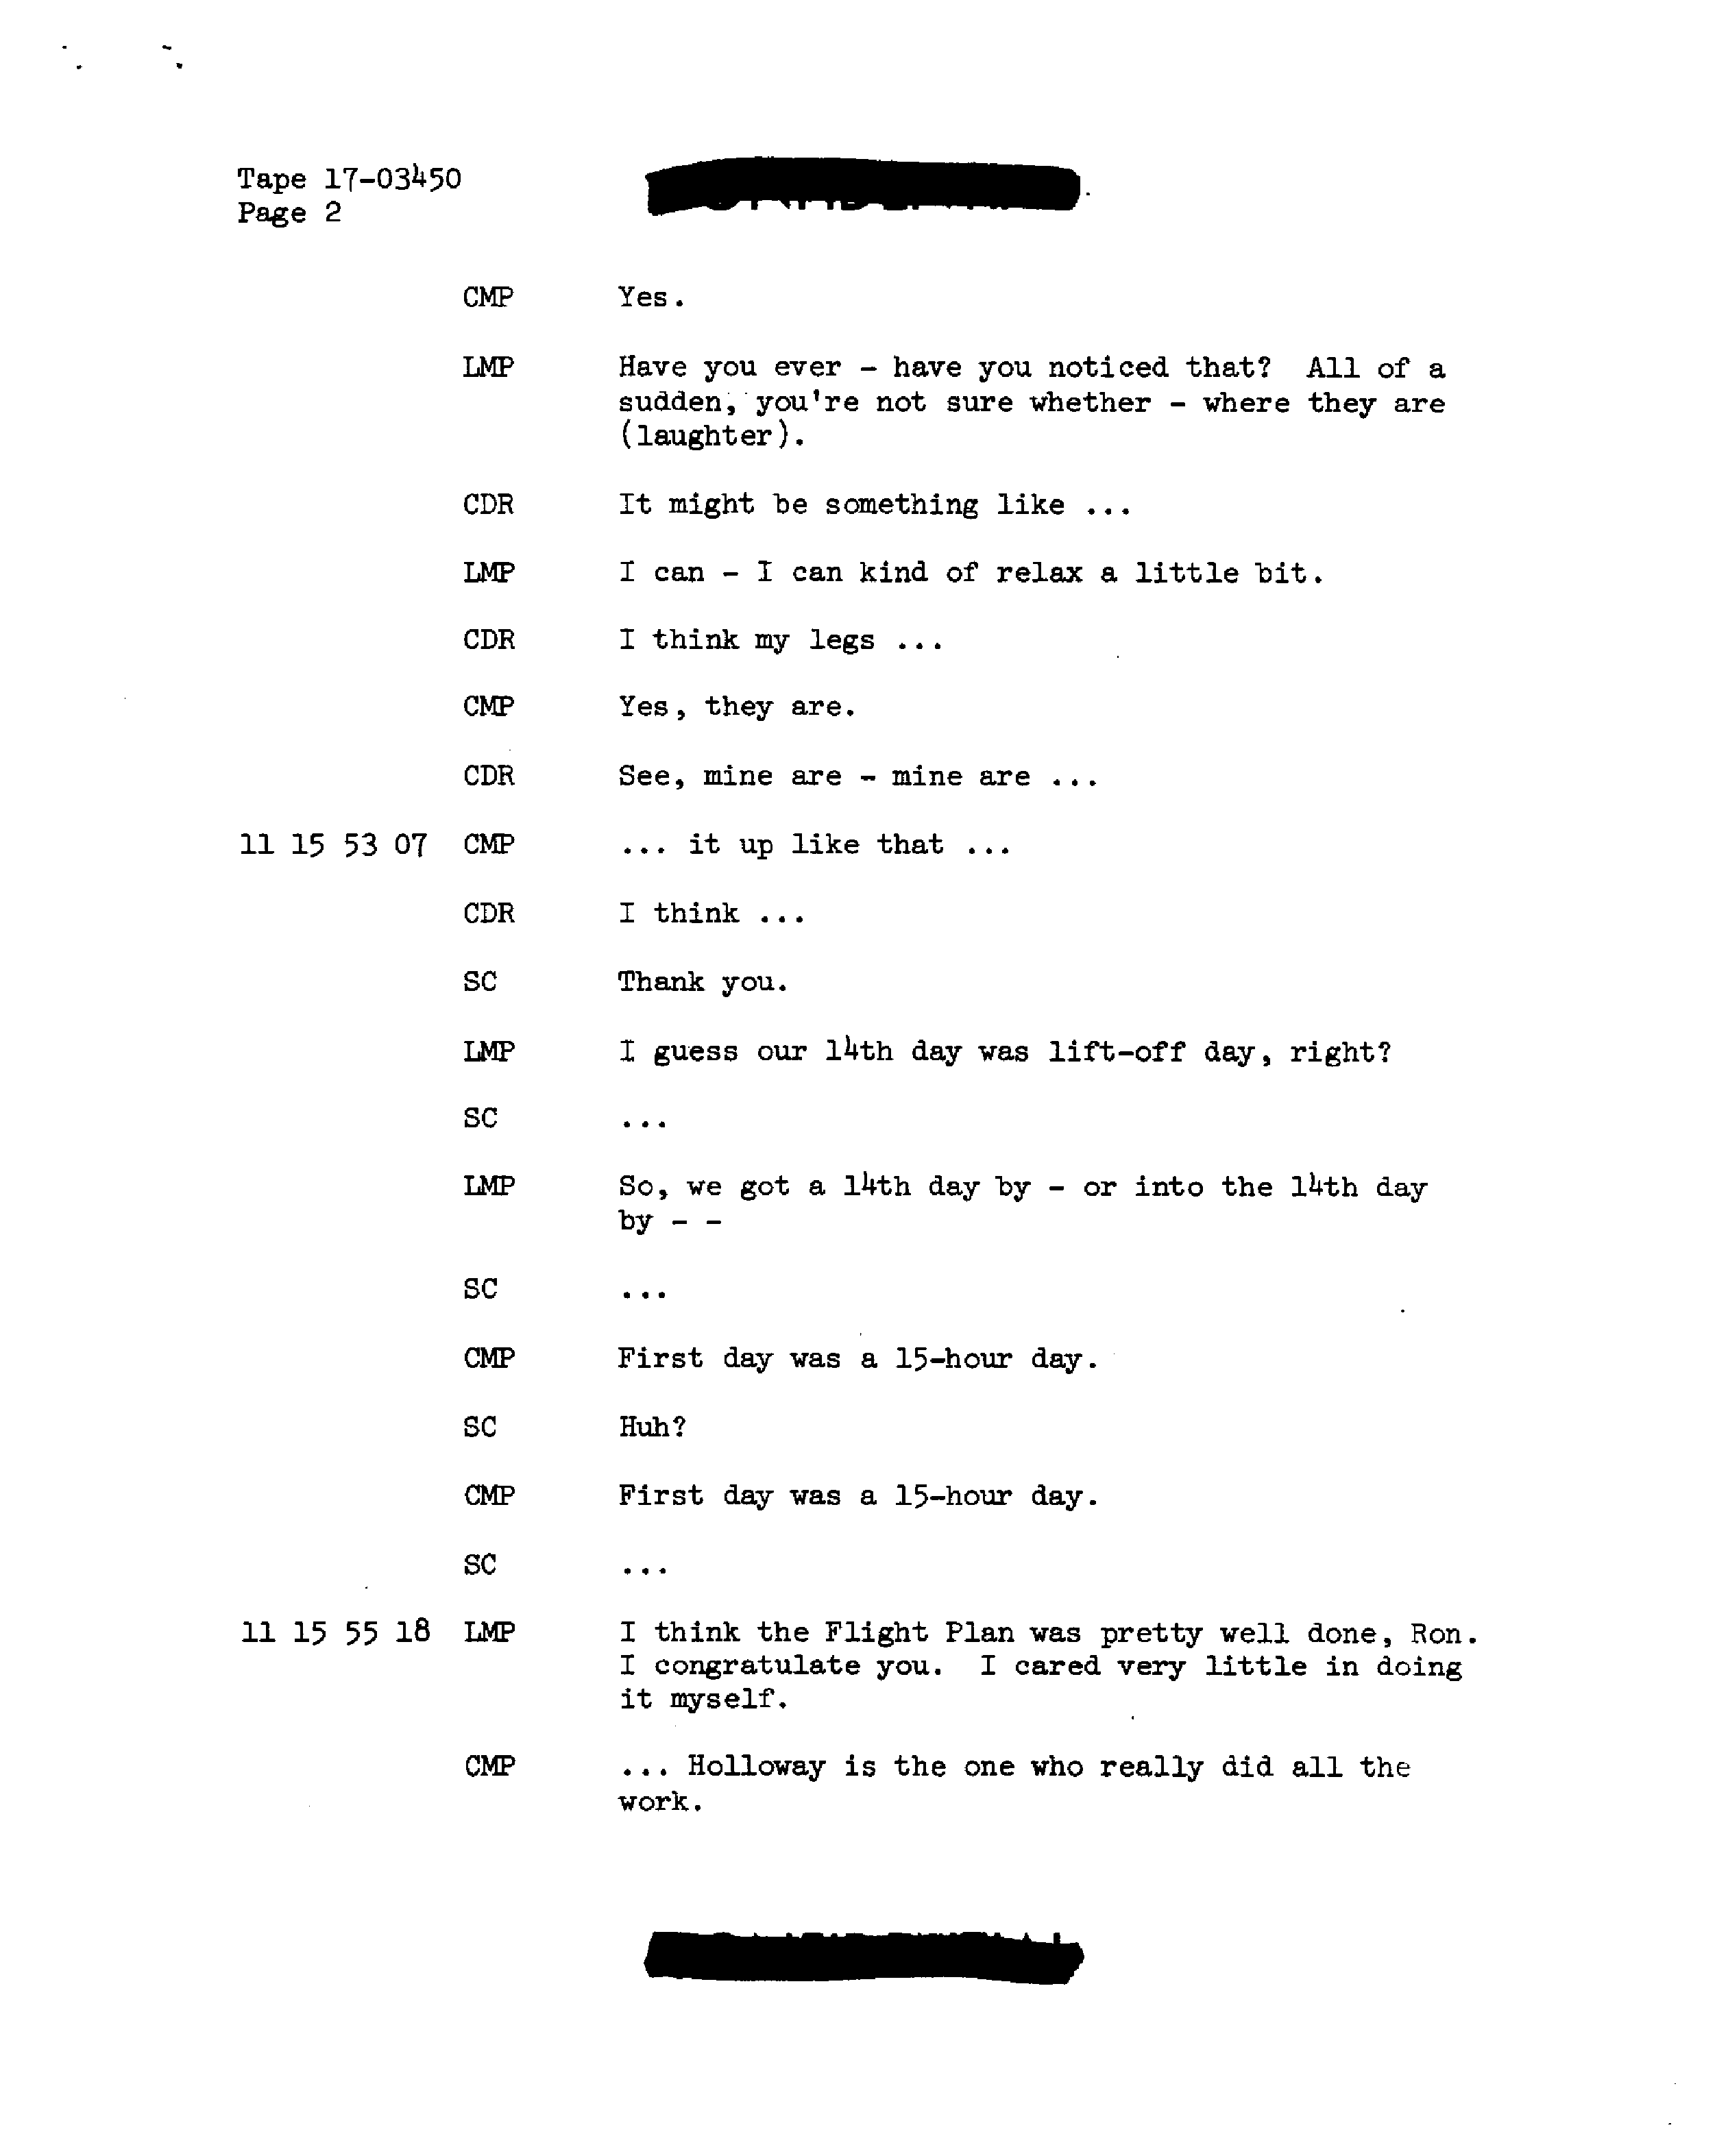 Tape 17-03450
Page 2
CMP Yes.
LMP Have you ever - have you noticed that? All of a
sudden, you're not sure whether - where they are
(laughter).
CDR It might be something like ...
LMP I can - I can kind of relax a little bit.
CDR I think my legs ...
CMP Yes, they are.
CDR See, mine are - mine are ...
11 15 53 07 CMP ... it up like that ...
CDR I think ...
SC Thank you.
LMP I guess our 14th day was lift-off day, right?
SC ...
LMP So, we got a 14th day by - or into the 14th day
by - -
SC ...
CMP First day was a 15-hour day.
SC Huh?
CMP First day was a 15-hour day.
SC ...
11 15 55 18 LMP I think the Flight Plan was pretty well done, Ron.
I congratulate you. I cared very little in doing
it myself.
CMP ... Holloway is the one who really did all the
work.